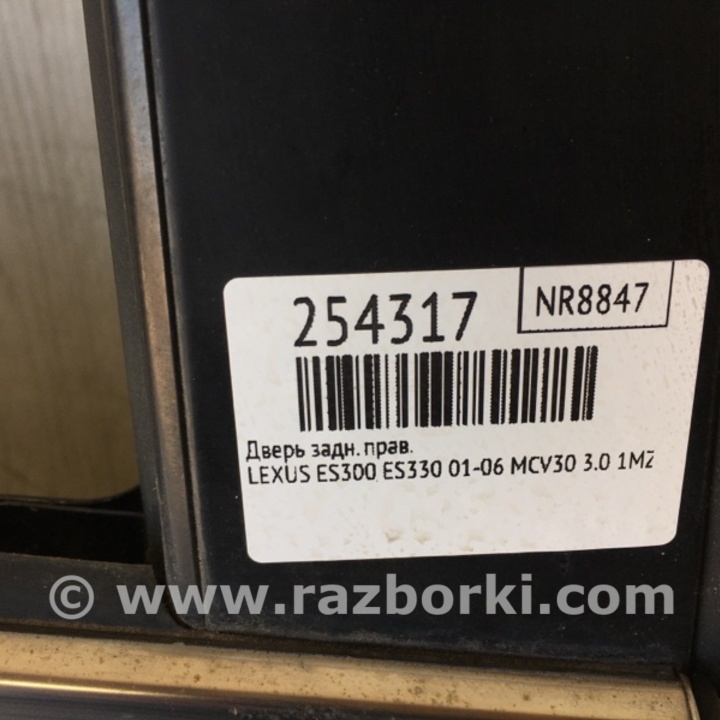 254317
NR8847
Дверь задн. прав.
LEXUS ES300 ES330 01-06 MCV30 3.0 1MZ
© www.razborki.com